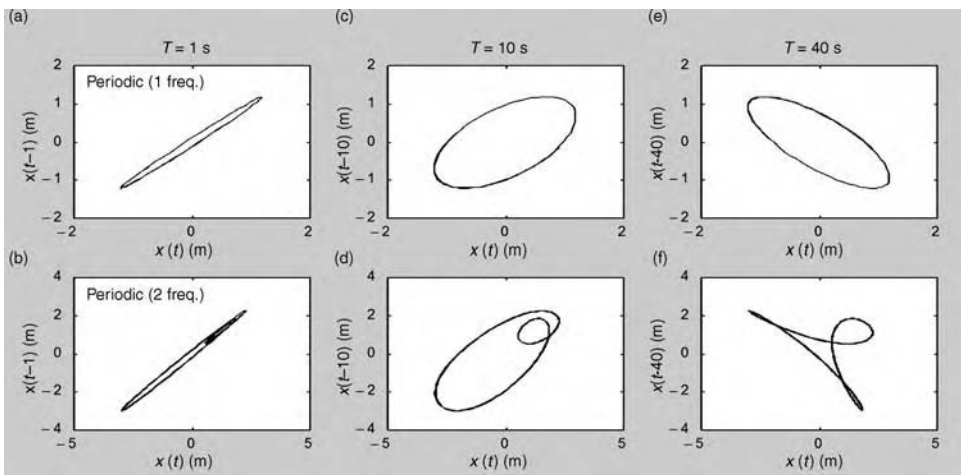 (a) (c) (e)
T = 1 s T = 10 s T = 40 s
Periodic (1 freq.)
x(t−1) (m)
2
1
0
−1
−2
−2 0 2
x (t) (m)
x(t−10) (m)
2
1
0
−1
−2
−2 0 2
x (t) (m)
x(t-40) (m)
2
1
0
−1
−2
−2 0 2
x (t) (m)
(b) (d) (f)
Periodic (2 freq.)
x(t−1) (m)
4
2
0
−2
−4
−5 0 5
x (t) (m)
x(t−10) (m)
4
2
0
−2
−4
−5 0 5
x (t) (m)
x(t-40) (m)
4
2
0
−2
−4
−5 0 5
x (t) (m)